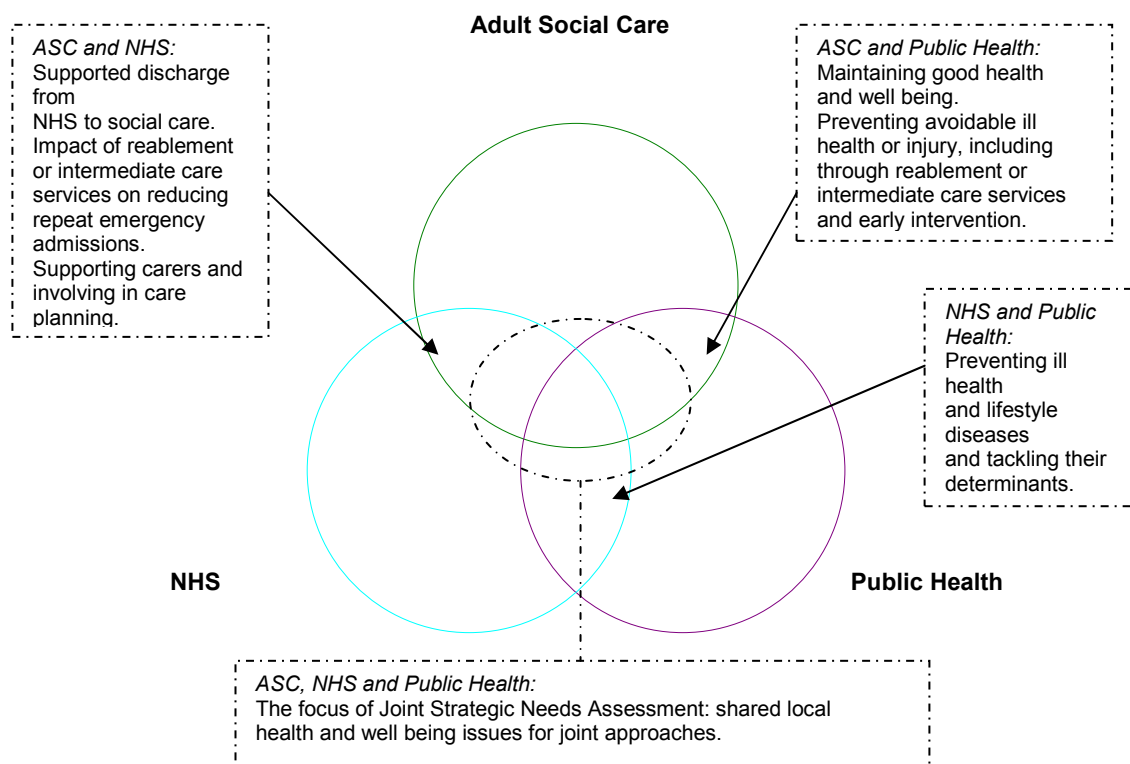 Adult Social Care
ASC and NHS:
Supported discharge
from
NHS to social care.
Impact of reablement
or intermediate care
services on reducing
repeat emergency
admissions.
Supporting carers and
involving in care
planning.
ASC and Public Health:
Maintaining good health
and well being.
Preventing avoidable ill
health or injury, including
through reablement or
intermediate care services
and early intervention.
NHS and Public
Health:
Preventing ill
health
and lifestyle
diseases
and tackling their
determinants.
NHS
Public Health
ASC, NHS and Public Health:
The focus of Joint Strategic Needs Assessment: shared local
health and well being issues for joint approaches.